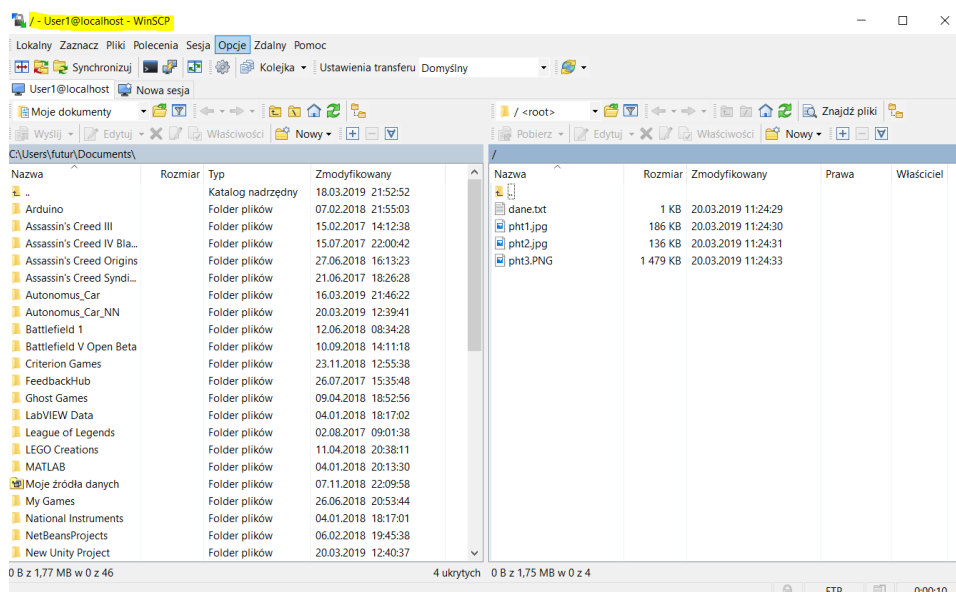 / - User1@localhost - WinSCP
Lokalny Zaznacz Pliki Polecenia Sesja Opcje Zdalny Pomoc
Synchronizuj Kolejka Ustawienia transferu Domyślny
User1@localhost Nowa sesja
Moje dokumenty
Wyślij Edytuj Właściwości Nowy
C:\Users\futur\Documents\
Nazwa Rozmiar Typ Zmodyfikowany
.. Katalog nadrzędny 18.03.2019 21:52:52
Arduino Folder plików 07.02.2018 21:55:03
Assassin's Creed III Folder plików 15.02.2017 14:12:38
Assassin's Creed IV Bla... Folder plików 15.07.2017 22:00:42
Assassin's Creed Origins Folder plików 27.06.2018 16:13:23
Assassin's Creed Syndi... Folder plików 21.06.2017 18:26:28
Autonomus_Car Folder plików 16.03.2019 21:46:22
Autonomus_Car_NN Folder plików 20.03.2019 12:39:41
Battlefield 1 Folder plików 12.06.2018 08:34:28
Battlefield V Open Beta Folder plików 10.09.2018 14:11:18
Criterion Games Folder plików 23.11.2018 12:55:38
FeedbackHub Folder plików 26.07.2017 15:35:48
Ghost Games Folder plików 09.04.2018 18:52:56
LabVIEW Data Folder plików 04.01.2018 18:17:02
League of Legends Folder plików 02.08.2017 09:01:38
LEGO Creations Folder plików 11.04.2018 20:38:11
MATLAB Folder plików 04.01.2018 20:13:30
Moje źródła danych Folder plików 07.11.2018 22:09:58
My Games Folder plików 26.06.2018 20:53:44
National Instruments Folder plików 04.01.2018 18:17:01
NetBeansProjects Folder plików 06.02.2018 19:45:38
New Unity Project Folder plików 20.03.2019 12:40:37
0 B z 1,77 MB w 0 z 46 4 ukrytych
/ <root> Znajdź pliki
Pobierz Edytuj Właściwości Nowy
/
Nazwa Rozmiar Zmodyfikowany Prawa Właściciel
..
dane.txt 1 KB 20.03.2019 11:24:29
pht1.jpg 186 KB 20.03.2019 11:24:30
pht2.jpg 136 KB 20.03.2019 11:24:31
pht3.PNG 1 479 KB 20.03.2019 11:24:33
0 B z 1,75 MB w 0 z 4
FTP 0:00:10